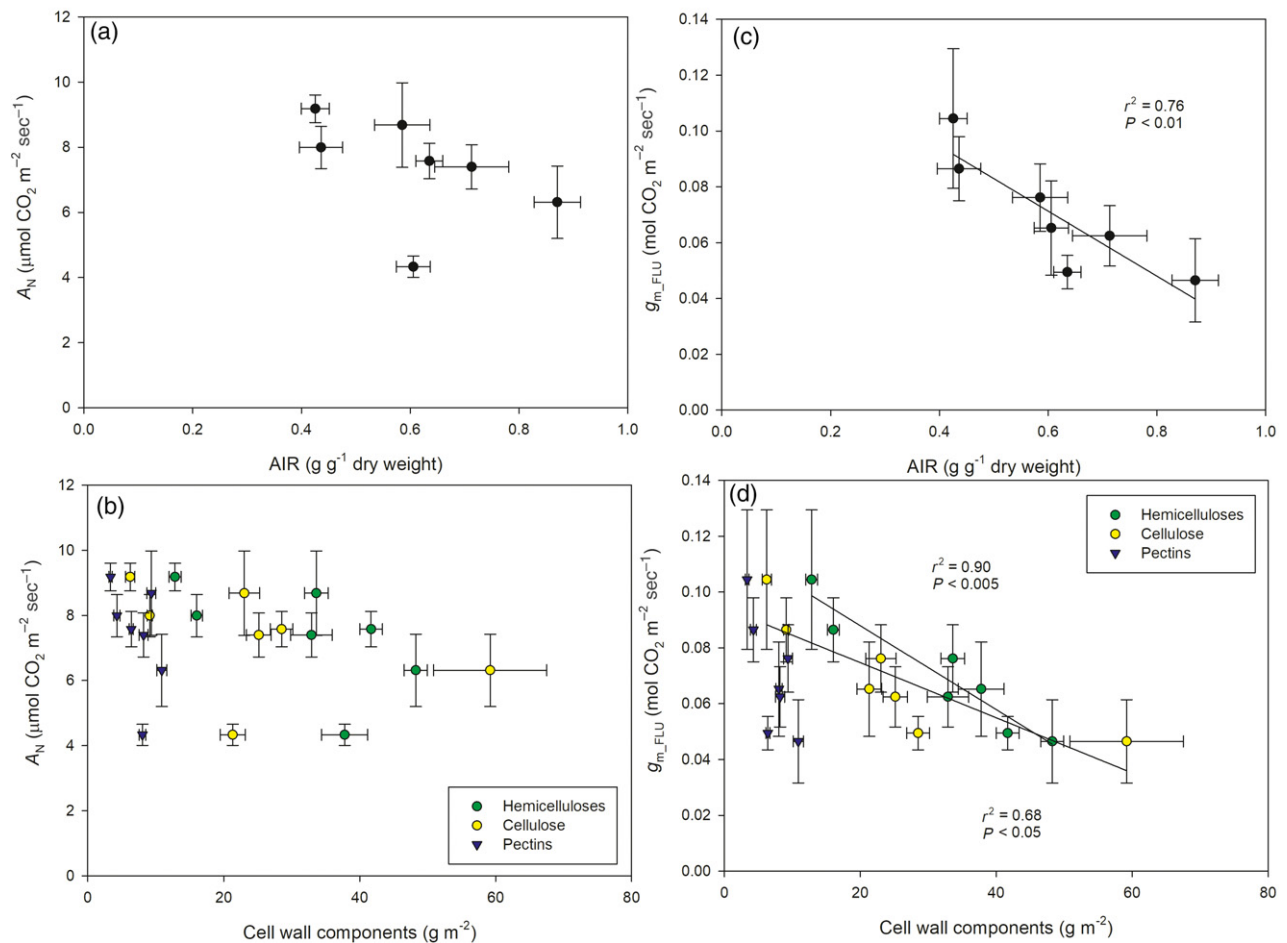 (a)
12
10
8
6
4
2
0
A_N (μmol CO₂ m⁻² sec⁻¹)
0
0.2
0.4
0.6
0.8
1.0
AIR (g g⁻¹ dry weight)
(c)
0.14
0.12
0.10
0.08
0.06
0.04
0.02
0.00
g_m_FLU (mol CO₂ m⁻² sec⁻¹)
r² = 0.76
P < 0.01
0.0
0.2
0.4
0.6
0.8
1.0
AIR (g g⁻¹ dry weight)
(b)
12
10
8
6
4
2
0
A_N (μmol CO₂ m⁻² sec⁻¹)
Hemicelluloses
Cellulose
Pectins
0
20
40
60
80
Cell wall components (g m⁻²)
(d)
0.14
0.12
0.10
0.08
0.06
0.04
0.02
0.00
g_m_FLU (mol CO₂ m⁻² sec⁻¹)
Hemicelluloses
Cellulose
Pectins
r² = 0.90
P < 0.005
r² = 0.68
P < 0.05
0
20
40
60
80
Cell wall components (g m⁻²)